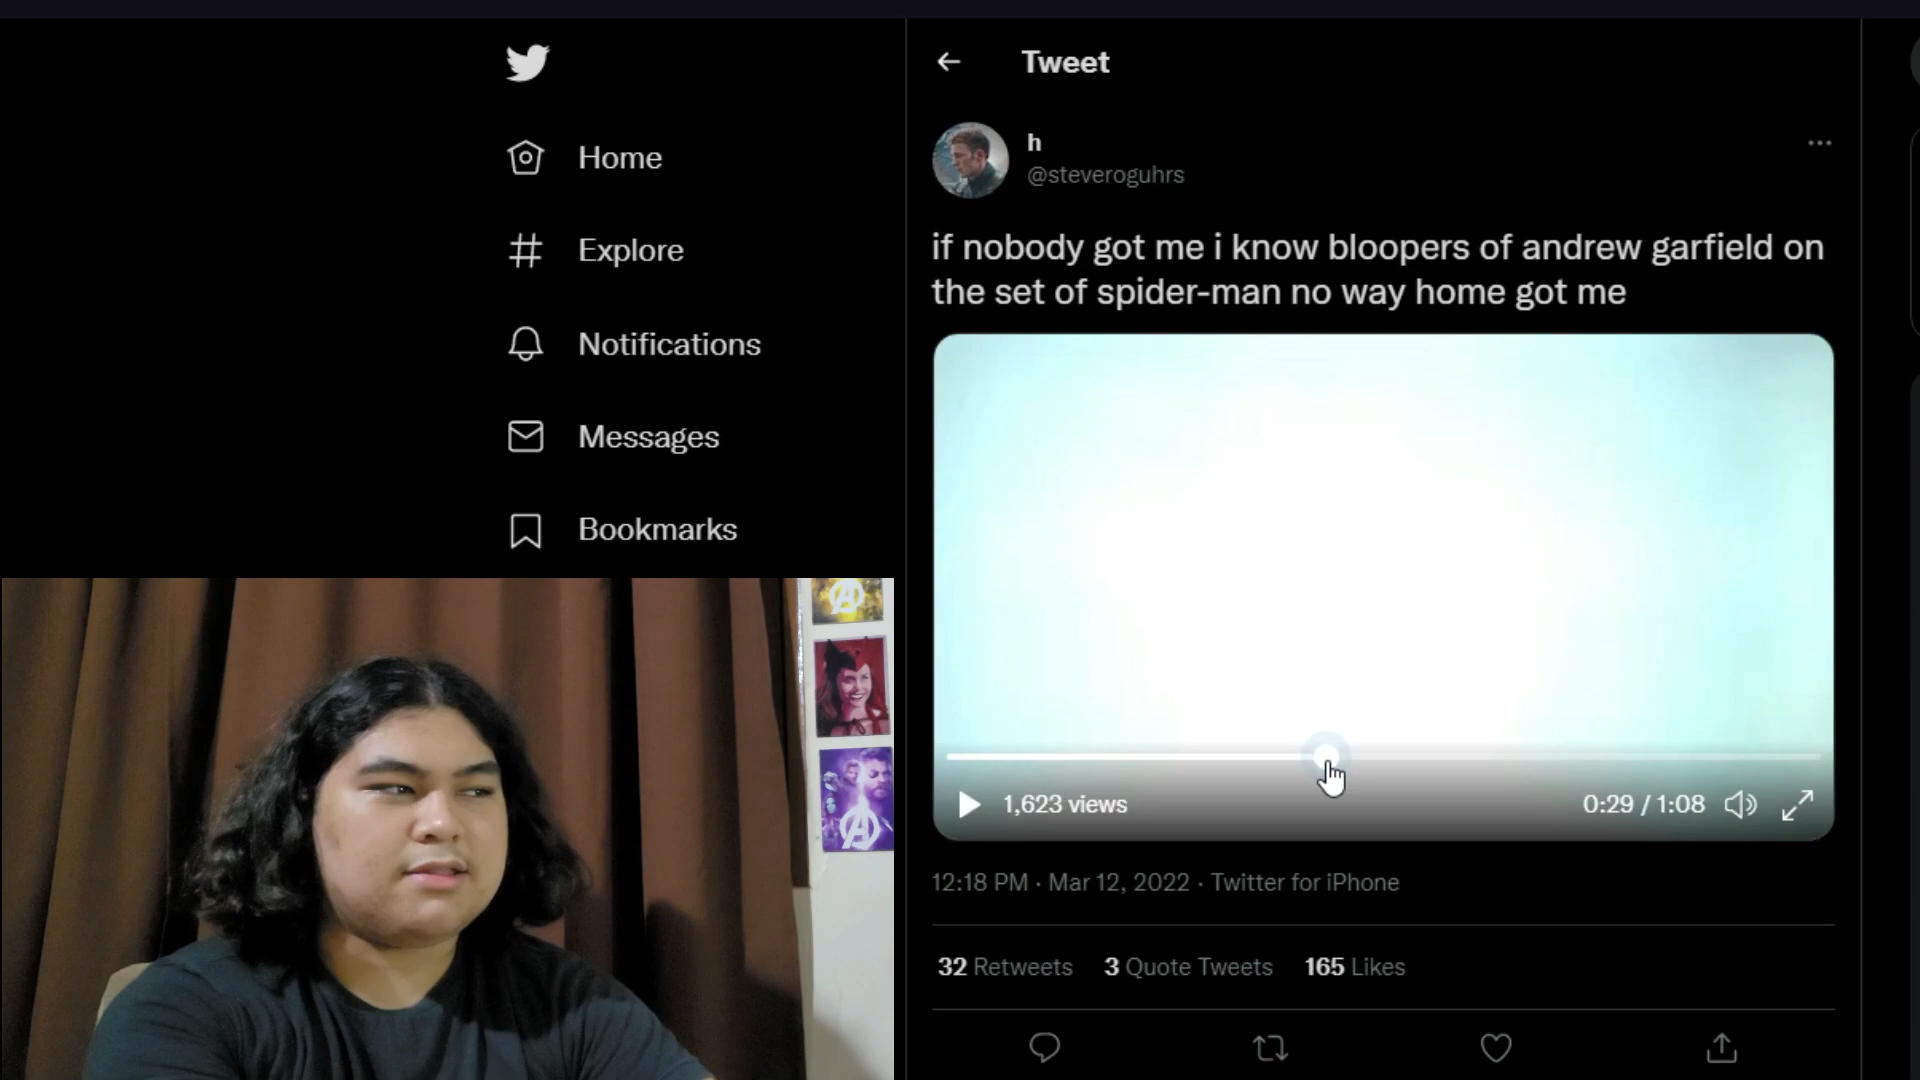 Home
Explore
Notifications
Messages
Bookmarks
Tweet
h
@steveroguhrs
if nobody got me i know bloopers of andrew garfield on
the set of spider-man no way home got me
1,623 views
0:29 / 1:08
12:18 PM · Mar 12, 2022 · Twitter for iPhone
32 Retweets 3 Quote Tweets 165 Likes